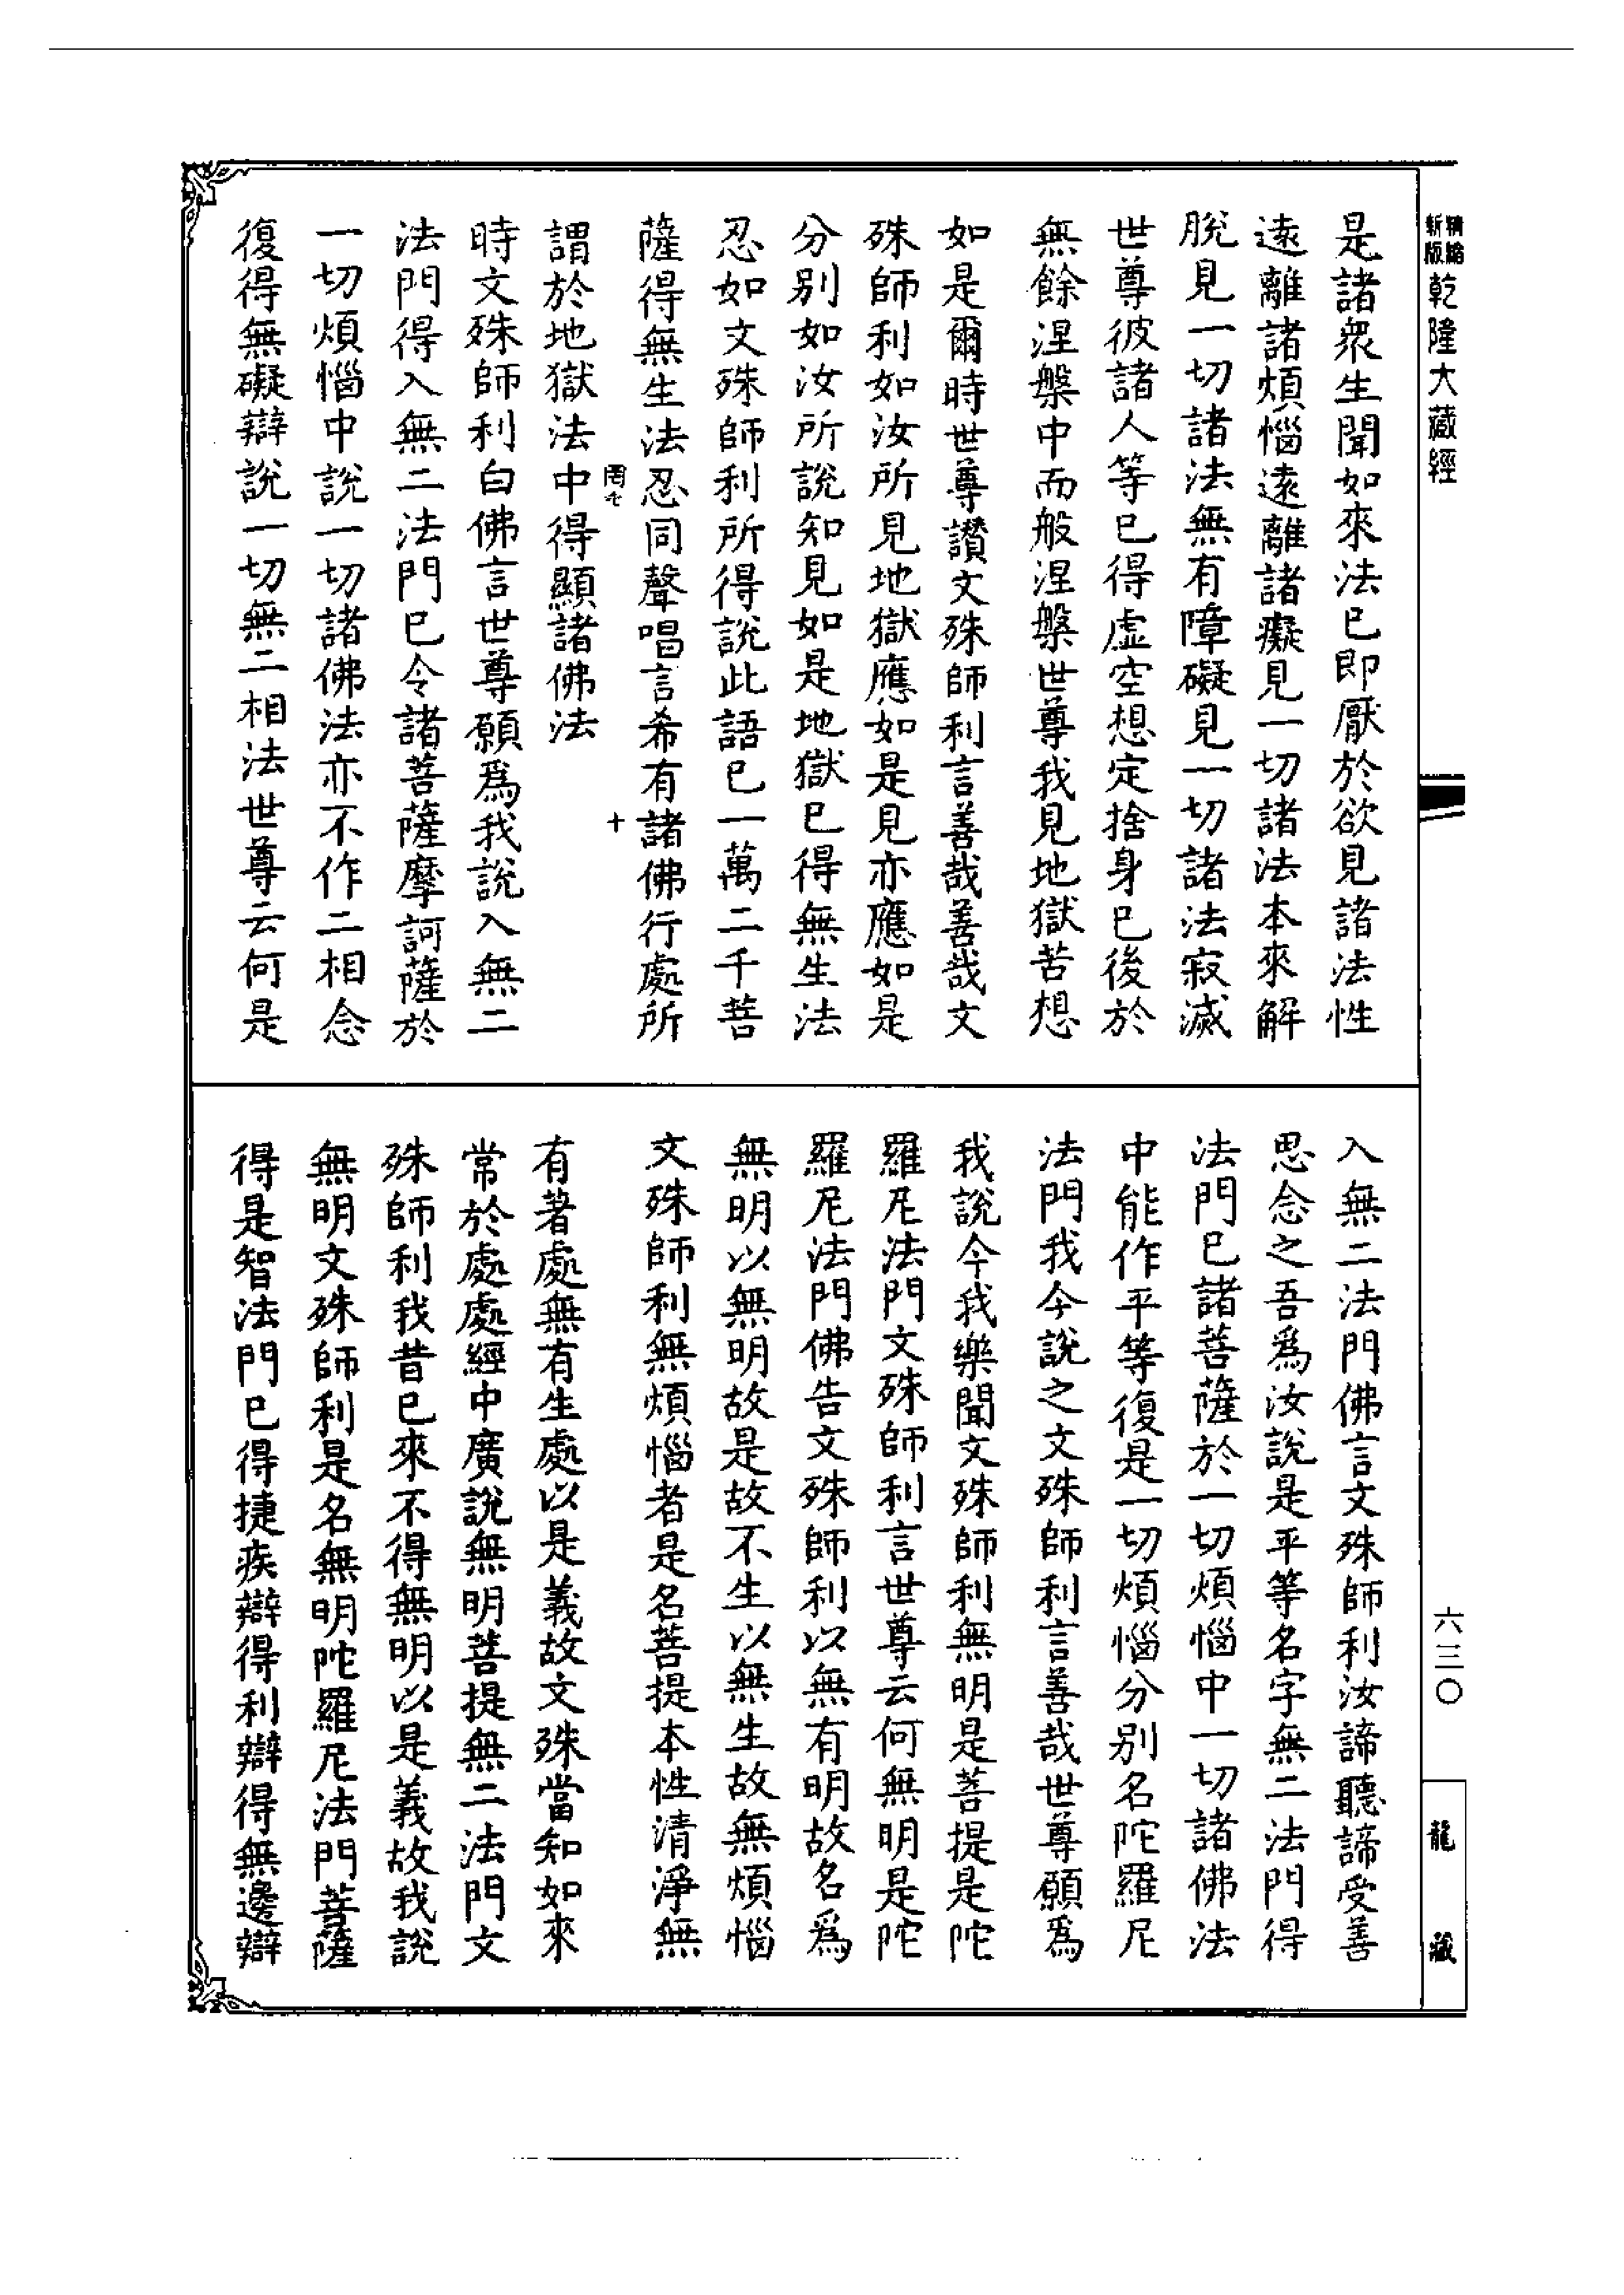 精縮
新版
乾隆大藏經
是諸衆生聞如來法已即厭於欲見諸法性
遠離諸煩惱遠離諸癡見一切諸法本來解
脫見一切諸法無有障礙見一切諸法寂滅
世尊彼諸人等已得虛空想定捨身已後於
無餘涅槃中而般涅槃世尊我見地獄苦想
如是爾時世尊讚文殊師利言善哉善哉文
殊師利如汝所見地獄應如是見亦應如是
分別如汝所說知見如是地獄已得無生法
忍如文殊師利所得說此語已一萬二千菩
薩得無生法忍同聲唱言希有諸佛行處所
十
謂於地獄法中得顯諸佛法
時文殊師利白佛言世尊願爲我說入無二
法門得入無二法門已令諸菩薩摩訶薩於
一切煩惱中說一切諸佛法亦不作二相念
復得無礙辯說一切無二相法世尊云何是
入無二法門佛言文殊師利汝諦聽諦受善
思念之吾爲汝說是平等名字無二法門得
法門已諸菩薩於一切煩惱中一切諸佛法
中能作平等復是一切煩惱分別名陀羅尼
法門我今說之文殊師利言善哉世尊願爲
我說今我樂聞文殊師利無明是菩提是陀
羅尼法門文殊師利言世尊云何無明是陀
羅尼法門佛告文殊師利以無有明故名爲
無明以無明故是故不生以無生故無煩惱
文殊師利無煩惱者是名菩提本性清淨無
有著處無有生處以是義故文殊當知如來
常於處處經中廣說無明菩提無二法門文
殊師利我昔已來不得無明以是義故我說
無明文殊師利是名無明陀羅尼法門菩薩
得是智法門已得捷疾辯得利辯得無邊辯
六三〇
龍藏